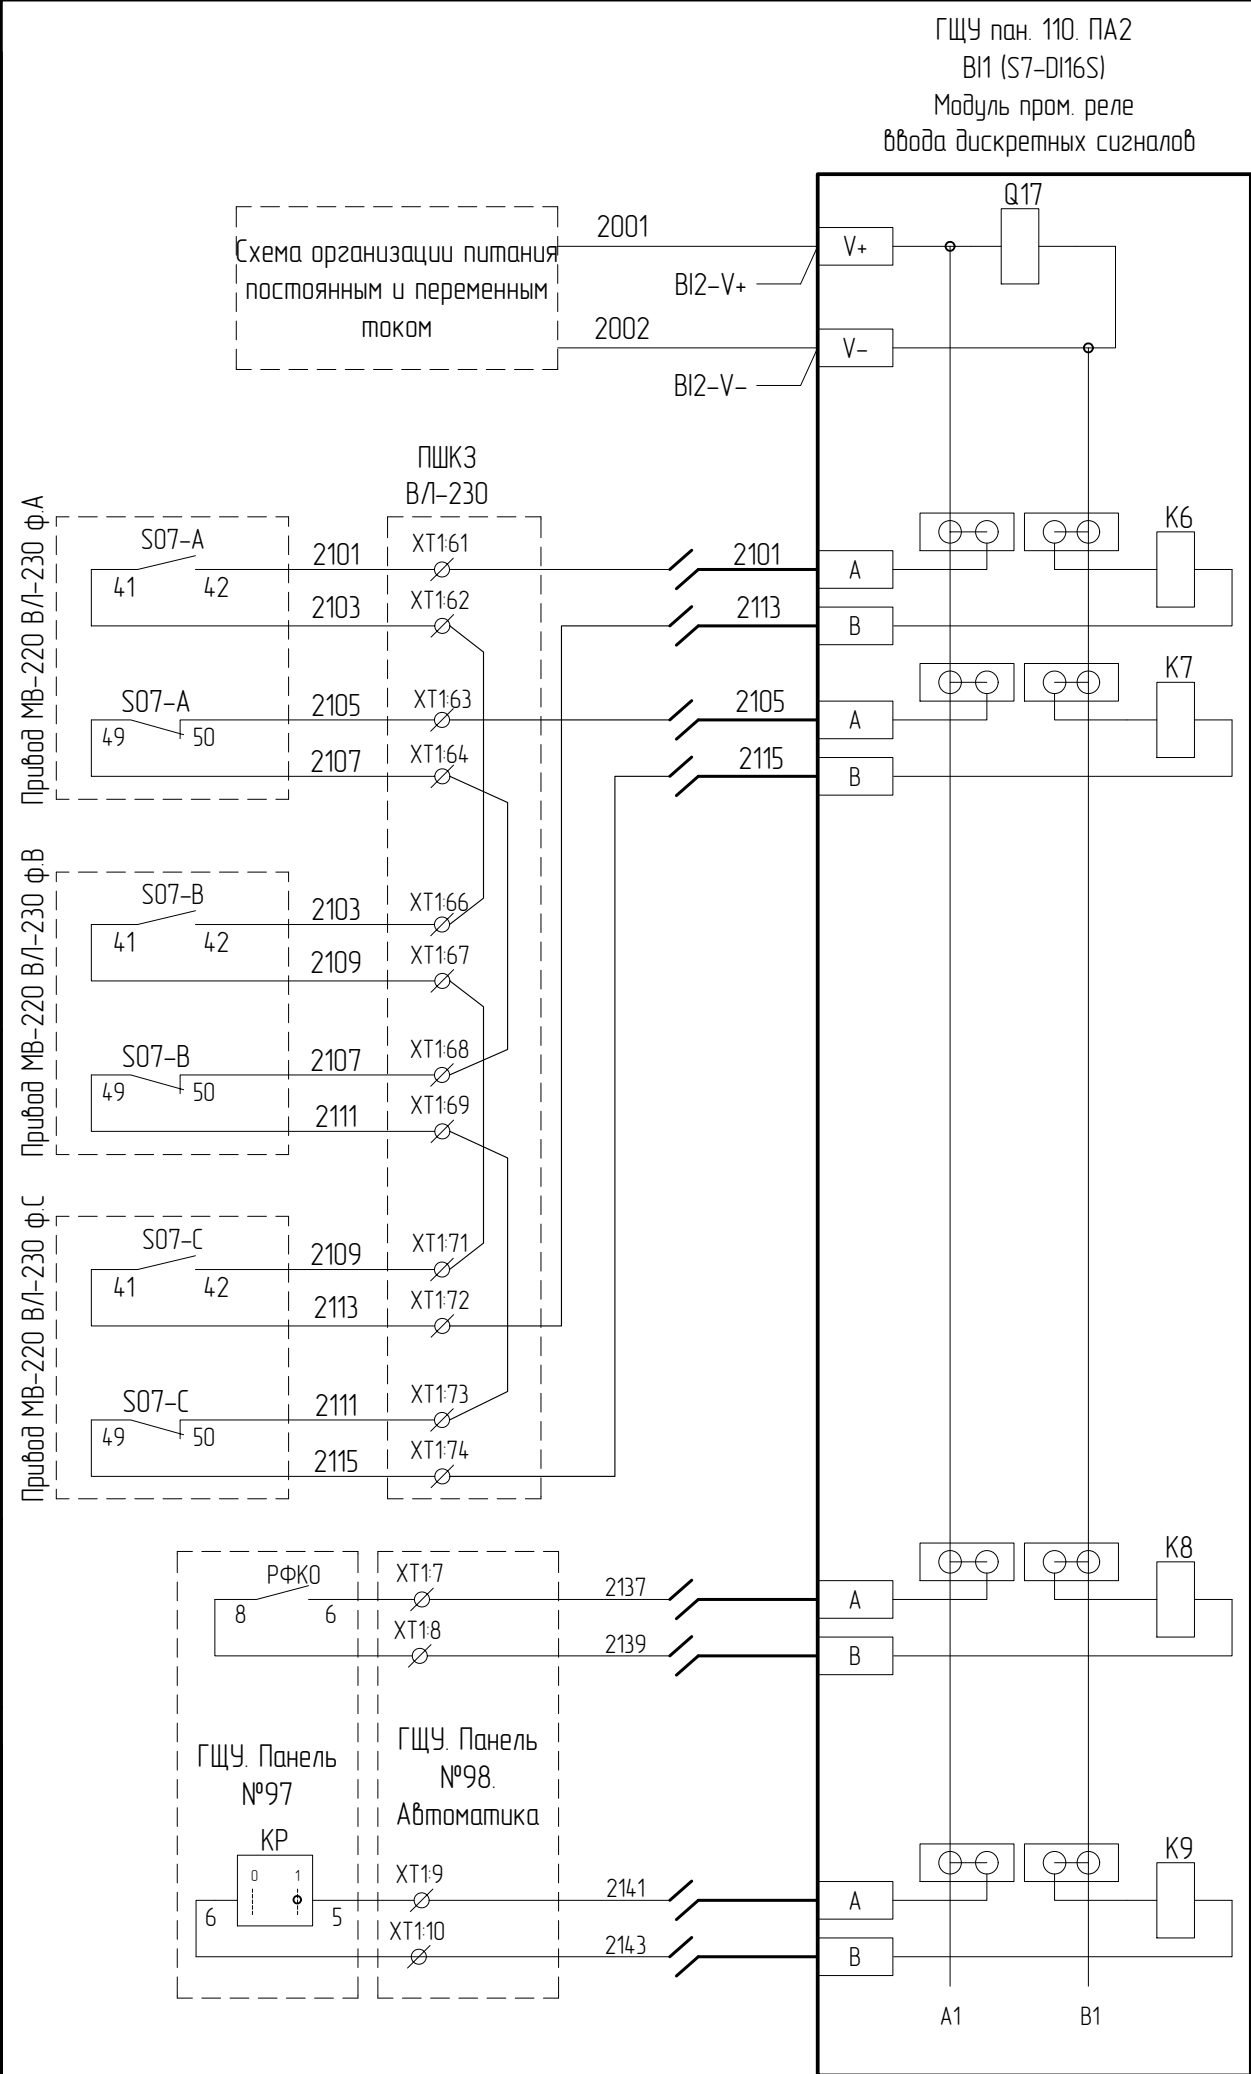 ГЩУ пан. 110. ПА2
BI1 (S7-DI16S)
Модуль пром. реле
ввода дискретных сигналов
Q17
Схема организации питания
постоянным и переменным
током
2001
V+
BI2-V+
2002
V-
BI2-V-
ПШК3
ВЛ-230
Привод МВ-220 ВЛ-230 ф.А
S07-A
41
42
2101
XT1:61
2101
A
K6
2103
XT1:62
2113
B
S07-A
49
50
2105
XT1:63
2105
A
K7
2107
XT1:64
2115
B
Привод МВ-220 ВЛ-230 ф.В
S07-B
41
42
2103
XT1:66
2109
XT1:67
S07-B
49
50
2107
XT1:68
2111
XT1:69
Привод МВ-220 ВЛ-230 ф.С
S07-C
41
42
2109
XT1:71
2113
XT1:72
S07-C
49
50
2111
XT1:73
2115
XT1:74
РФКО
8
6
XT1:7
2137
A
K8
XT1:8
2139
B
ГЩУ. Панель
№97
ГЩУ. Панель
№98.
Автоматика
КР
0
1
6
5
XT1:9
2141
A
K9
XT1:10
2143
B
A1
B1